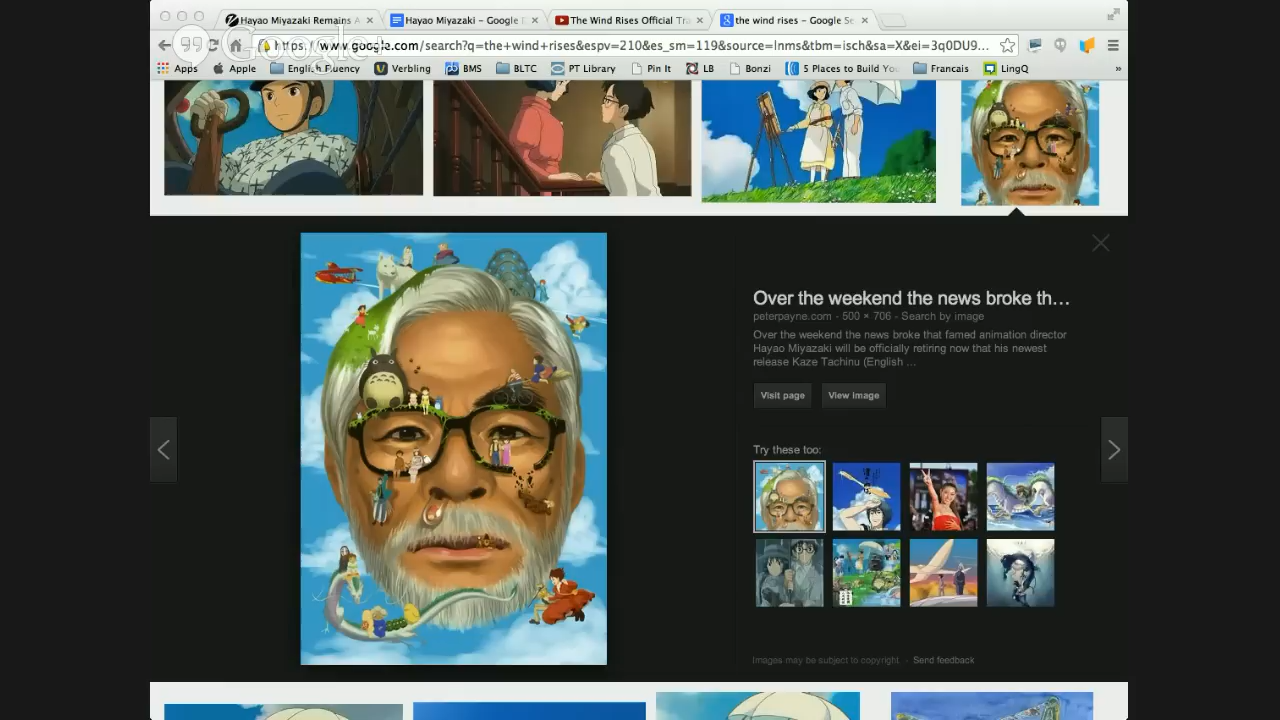 Hayao Miyazaki Remains A
Hayao Miyazaki – Google D
The Wind Rises Official Tra
the wind rises – Google Se
Google+
https://www.google.com/search?q=the+wind+rises&espv=210&es_sm=119&source=lnms&tbm=isch&sa=X&ei=3q0DU9...
Apps
Apple
English Fluency
Verbling
BMS
BLTC
PT Library
Pin It
LB
Bonzi
5 Places to Build You
Francais
LingQ
»
Over the weekend the news broke th...
peterpayne.com - 500 × 706 - Search by image
Over the weekend the news broke that famed animation director
Hayao Miyazaki will be officially retiring now that his newest
release Kaze Tachinu (English ...
Visit page
View image
Try these too:
Images may be subject to copyright. - Send feedback